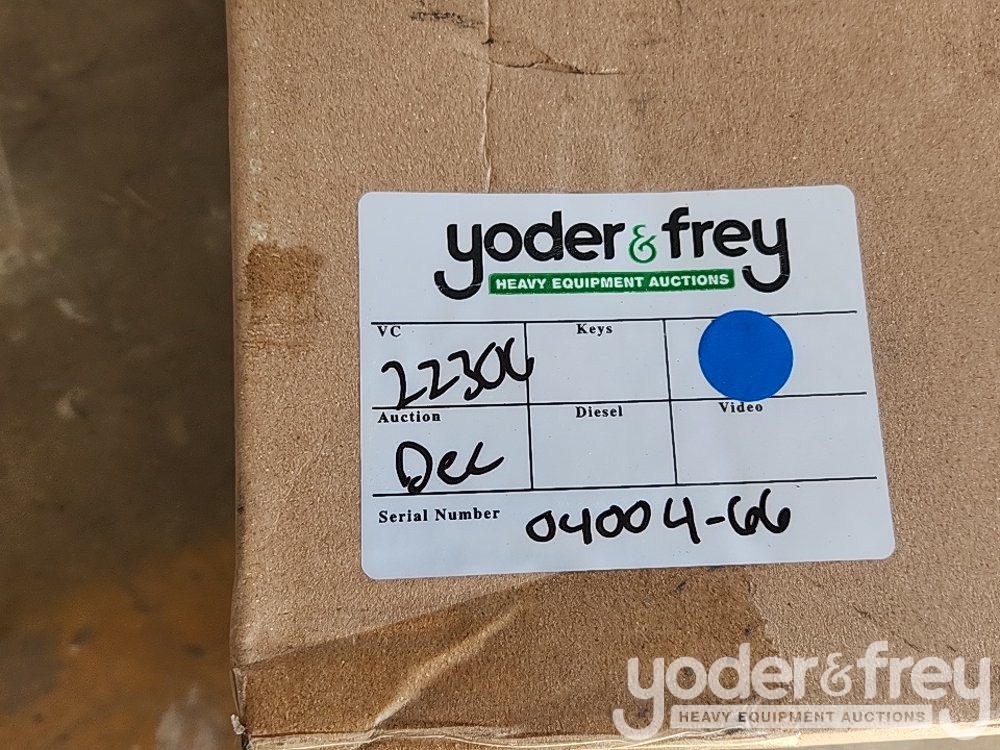 yoder & frey
HEAVY EQUIPMENT AUCTIONS
VC Keys
22306
Auction Diesel Video
Dec
Serial Number 04004-66
yoder & frey
HEAVY EQUIPMENT AUCTIONS